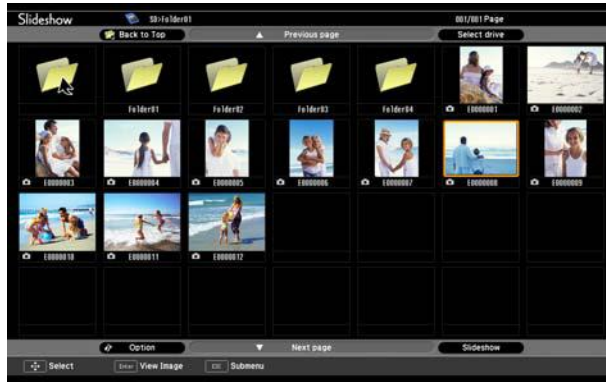 Slideshow SD>Folder01 001/001 Page
Back to Top Previous page Select drive
Folder01 Folder02 Folder03 Folder04 E0000001 E0000002
E0000003 E0000004 E0000005 E0000006 E0000007 E0000008 E0000009
E0000010 E0000011 E0000012
Option Next page Slideshow
Select Enter View Image ESC Submenu